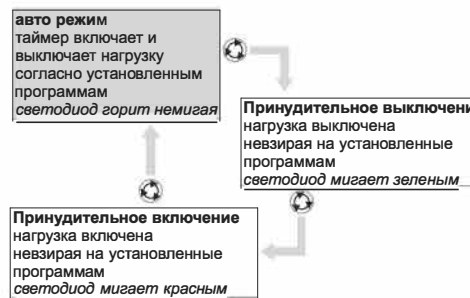 авто режим
таймер включает и
выключает нагрузку
согласно установленным
программам
светодиод горит немигая
Принудительное выключени
нагрузка выключена
невзирая на установленные
программам
светодиод мигает зеленым
Принудительное включение
нагрузка включена
невзирая на установленные
программам
светодиод мигает красным